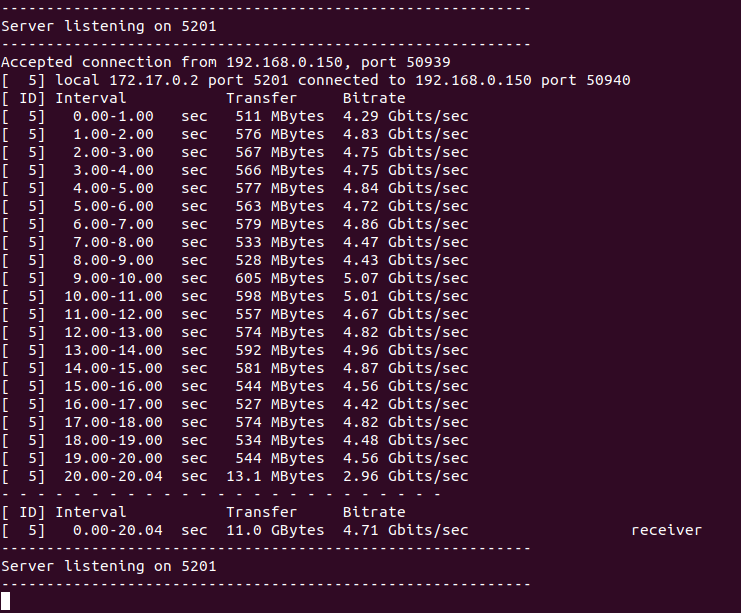 -----------------------------------------------------------
Server listening on 5201
-----------------------------------------------------------
Accepted connection from 192.168.0.150, port 50939
[  5] local 172.17.0.2 port 5201 connected to 192.168.0.150 port 50940
[ ID] Interval           Transfer     Bitrate
[  5]   0.00-1.00   sec   511 MBytes  4.29 Gbits/sec
[  5]   1.00-2.00   sec   576 MBytes  4.83 Gbits/sec
[  5]   2.00-3.00   sec   567 MBytes  4.75 Gbits/sec
[  5]   3.00-4.00   sec   566 MBytes  4.75 Gbits/sec
[  5]   4.00-5.00   sec   577 MBytes  4.84 Gbits/sec
[  5]   5.00-6.00   sec   563 MBytes  4.72 Gbits/sec
[  5]   6.00-7.00   sec   579 MBytes  4.86 Gbits/sec
[  5]   7.00-8.00   sec   533 MBytes  4.47 Gbits/sec
[  5]   8.00-9.00   sec   528 MBytes  4.43 Gbits/sec
[  5]   9.00-10.00  sec   605 MBytes  5.07 Gbits/sec
[  5]  10.00-11.00  sec   598 MBytes  5.01 Gbits/sec
[  5]  11.00-12.00  sec   557 MBytes  4.67 Gbits/sec
[  5]  12.00-13.00  sec   574 MBytes  4.82 Gbits/sec
[  5]  13.00-14.00  sec   592 MBytes  4.96 Gbits/sec
[  5]  14.00-15.00  sec   581 MBytes  4.87 Gbits/sec
[  5]  15.00-16.00  sec   544 MBytes  4.56 Gbits/sec
[  5]  16.00-17.00  sec   527 MBytes  4.42 Gbits/sec
[  5]  17.00-18.00  sec   574 MBytes  4.82 Gbits/sec
[  5]  18.00-19.00  sec   534 MBytes  4.48 Gbits/sec
[  5]  19.00-20.00  sec   544 MBytes  4.56 Gbits/sec
[  5]  20.00-20.04  sec  13.1 MBytes  2.96 Gbits/sec
- - - - - - - - - - - - - - - - - - - - - - - - -
[ ID] Interval           Transfer     Bitrate
[  5]   0.00-20.04  sec  11.0 GBytes  4.71 Gbits/sec                  receiver
-----------------------------------------------------------
Server listening on 5201
-----------------------------------------------------------